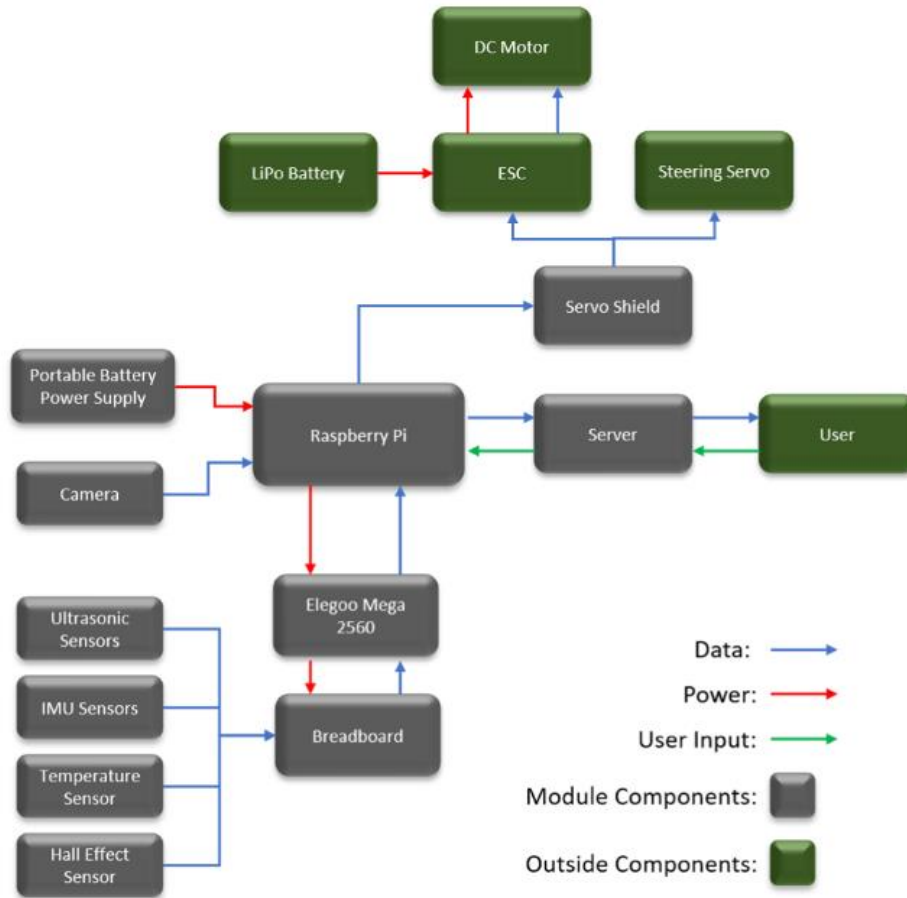 DC Motor
LiPo Battery
ESC
Steering Servo
Servo Shield
Portable Battery
Power Supply
Raspberry Pi
Server
User
Camera
Elegoo Mega
2560
Ultrasonic
Sensors
IMU Sensors
Breadboard
Temperature
Sensor
Hall Effect
Sensor
Data:
Power:
User Input:
Module Components:
Outside Components: